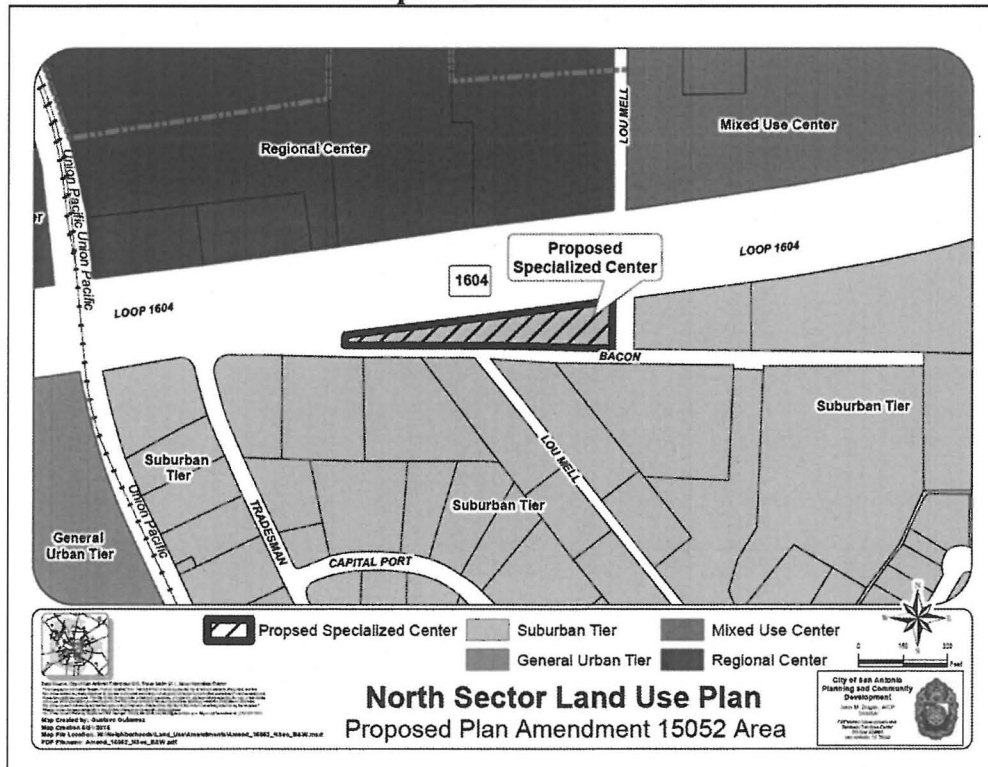 Regional Center
Mixed Use Center
LOU MELL
Union Pacific Union Pacific
Proposed
Specialized Center
LOOP 1604
1604
LOOP 1604
BACON
Suburban Tier
Suburban
Tier
LOU MELL
Suburban Tier
Union Pacific
TRADESMAN
General
Urban Tier
CAPITAL PORT
Propsed Specialized Center
Suburban Tier
Mixed Use Center
General Urban Tier
Regional Center
Feet
North Sector Land Use Plan
Proposed Plan Amendment 15052 Area
City of San Antonio
Planning and Community
Development
Map Created by: Gustavo Gutierrez